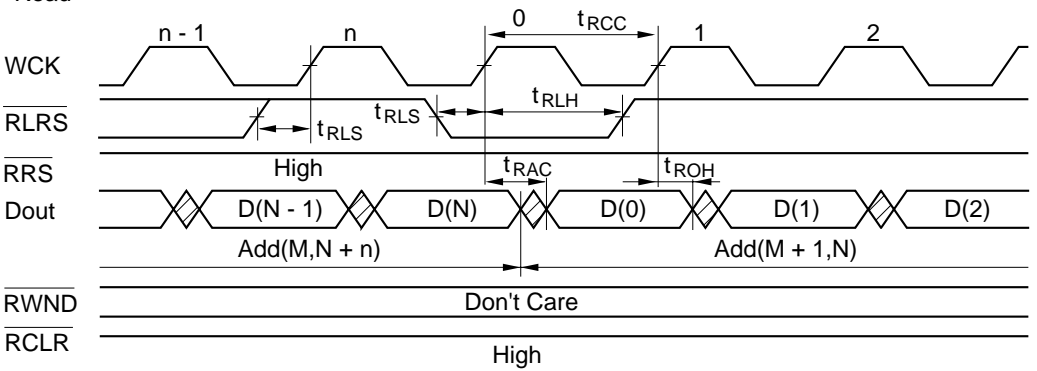 n - 1 n 0 tRCC 1 2
WCK
RLRS tRLS tRLS tRLH
RRS High tRAC tROH
Dout D(N - 1) D(N) D(0) D(1) D(2)
Add(M,N + n) Add(M + 1,N)
RWND Don't Care
RCLR High